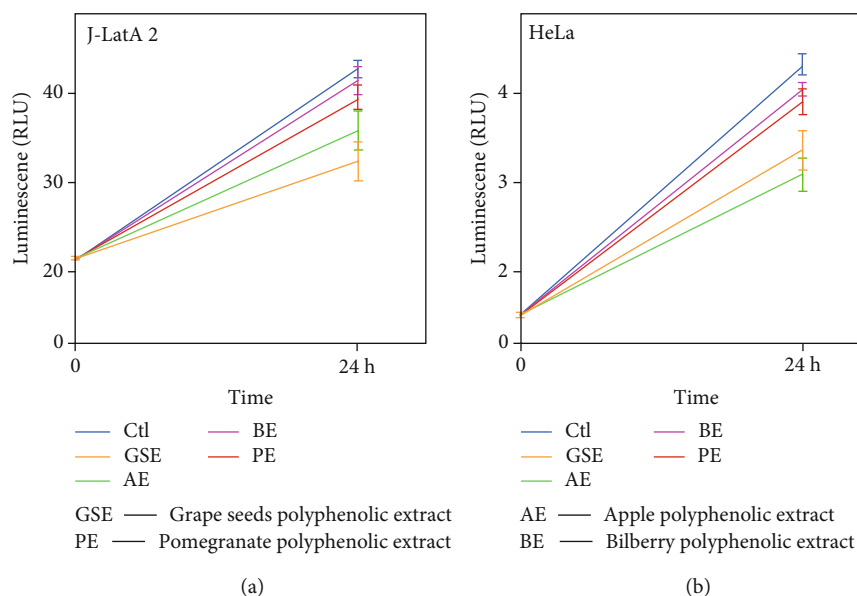 J-LatA 2
Luminescene (RLU)
40
30
20
0
0
24 h
Time
Ctl
GSE
AE
BE
PE
GSE — Grape seeds polyphenolic extract
PE — Pomegranate polyphenolic extract
(a)
HeLa
Luminescene (RLU)
4
3
2
0
0
24 h
Time
Ctl
GSE
AE
BE
PE
AE — Apple polyphenolic extract
BE — Bilberry polyphenolic extract
(b)